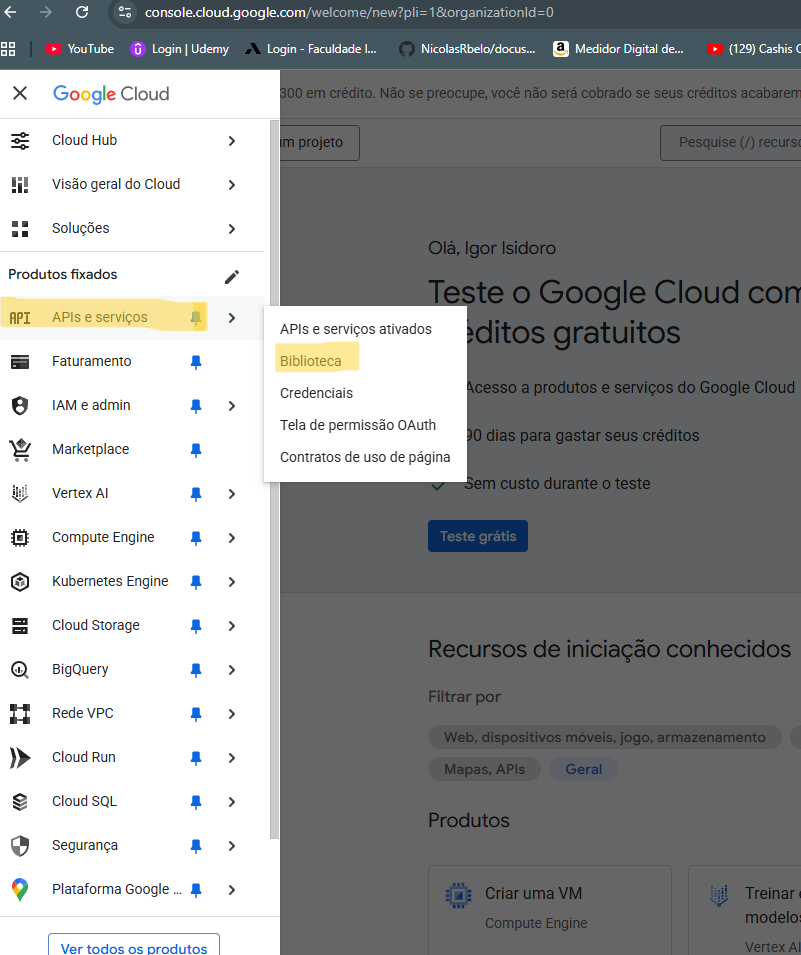 console.cloud.google.com/welcome/new?pli=1&organizationId=0
YouTube
Login | Udemy
Login - Faculdade I...
NicolasRbelo/docus...
Medidor Digital de...
(129) Cashis
Google Cloud
300 em crédito. Não se preocupe, você não será cobrado se seus créditos acabarem
Cloud Hub
um projeto
Pesquise (/) recurso
Visão geral do Cloud
Soluções
Olá, Igor Isidoro
Produtos fixados
Teste o Google Cloud com
éditos gratuitos
API
APIs e serviços
APIs e serviços ativados
Biblioteca
Credenciais
Tela de permissão OAuth
Contratos de uso de página
Faturamento
IAM e admin
Marketplace
Vertex AI
Compute Engine
Kubernetes Engine
Cloud Storage
BigQuery
Rede VPC
Cloud Run
Cloud SQL
Segurança
Plataforma Google ...
Ver todos os produtos
Acesso a produtos e serviços do Google Cloud
90 dias para gastar seus créditos
Sem custo durante o teste
Teste grátis
Recursos de iniciação conhecidos
Filtrar por
Web, dispositivos móveis, jogo, armazenamento
Mapas, APIs
Geral
Produtos
Criar uma VM
Compute Engine
Treinar
modelos
Vertex AI